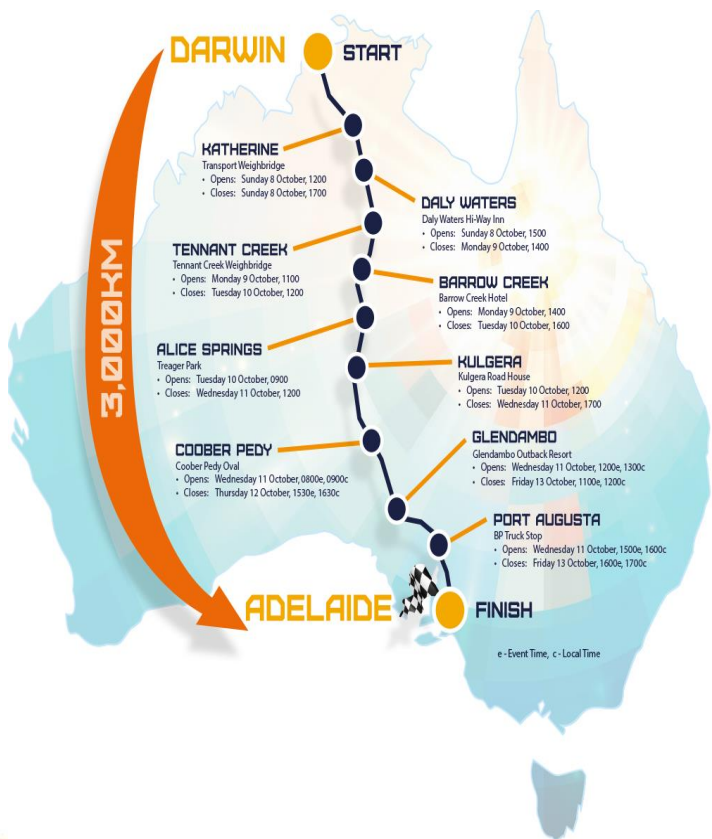 DARWIN
START
KATHERINE
Transport Weighbridge
• Opens: Sunday 8 October, 1200
• Closes: Sunday 8 October, 1700
DALY WATERS
Daly Waters Hi-Way Inn
• Opens: Sunday 8 October, 1500
• Closes: Monday 9 October, 1400
TENNANT CREEK
Tennant Creek Weighbridge
• Opens: Monday 9 October, 1100
• Closes: Tuesday 10 October, 1200
BARROW CREEK
Barrow Creek Hotel
• Opens: Monday 9 October, 1400
• Closes: Tuesday 10 October, 1600
3,000KM
ALICE SPRINGS
Treager Park
• Opens: Tuesday 10 October, 0900
• Closes: Wednesday 11 October, 1200
KULGERA
Kulgera Road House
• Opens: Tuesday 10 October, 1200
• Closes: Wednesday 11 October, 1700
COOBER PEDY
Coober Pedy Oval
• Opens: Wednesday 11 October, 0800e, 0900c
• Closes: Thursday 12 October, 1530e, 1630c
GLENDAMBO
Glendambo Outback Resort
• Opens: Wednesday 11 October, 1200e, 1300c
• Closes: Friday 13 October, 1100e, 1200c
PORT AUGUSTA
BP Truck Stop
• Opens: Wednesday 11 October, 1500e, 1600c
• Closes: Friday 13 October, 1600e, 1700c
ADELAIDE
FINISH
e - Event Time, c - Local Time